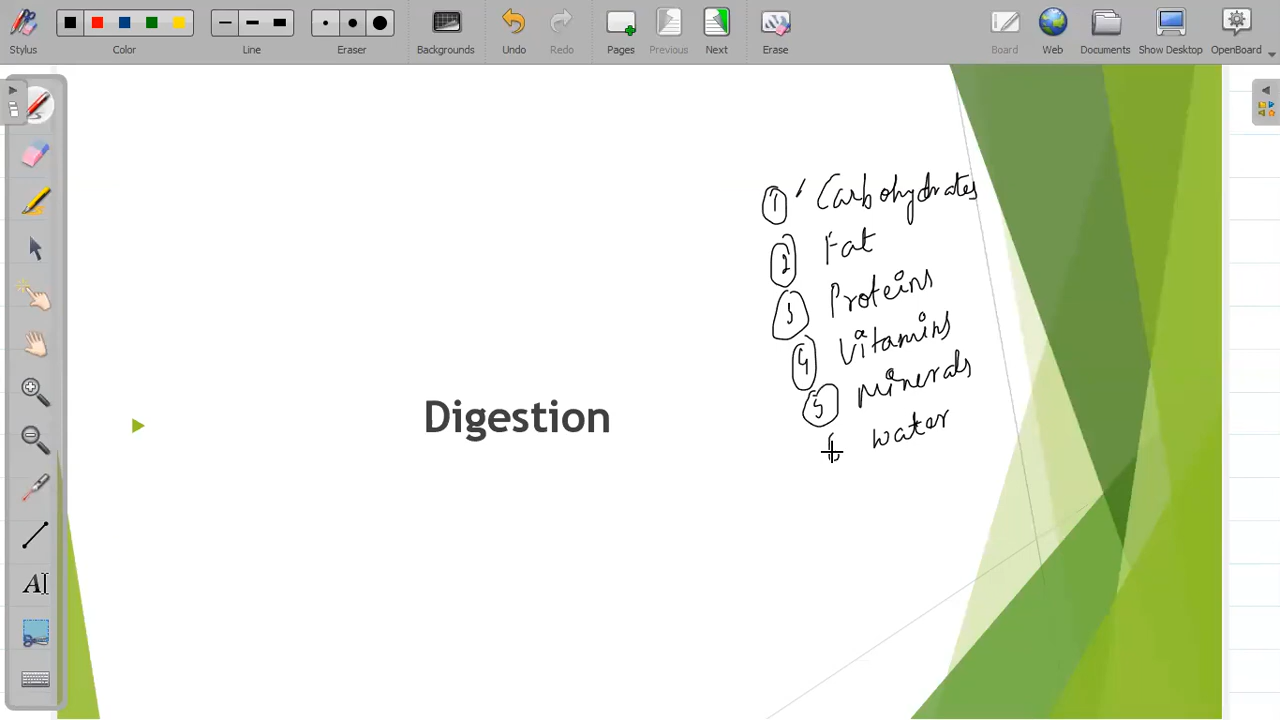 Stylus
Color
Line
Eraser
Backgrounds
Undo
Redo
Pages
Previous
Next
Erase
Board
Web
Documents
Show Desktop
OpenBoard
1 Carbohydrates
2 Fat
3 Proteins
4 Vitamins
5 Minerals
water
Digestion